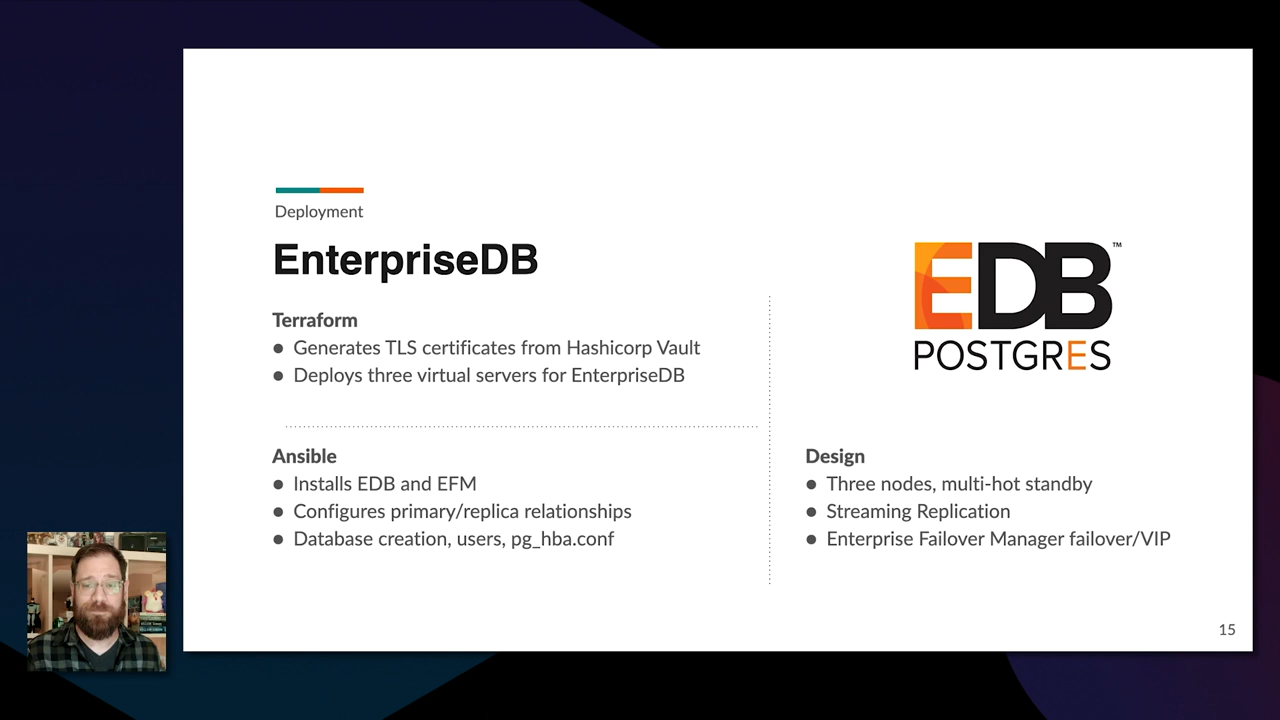 Deployment
EnterpriseDB
Terraform
● Generates TLS certificates from Hashicorp Vault
● Deploys three virtual servers for EnterpriseDB
Ansible
● Installs EDB and EFM
● Configures primary/replica relationships
● Database creation, users, pg_hba.conf
EDB™
POSTGRES
Design
● Three nodes, multi-hot standby
● Streaming Replication
● Enterprise Failover Manager failover/VIP
15